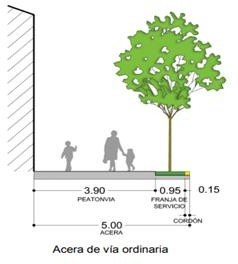 3.90 0.95 0.15
PEATONVIA FRANJA DE
SERVICIO
CORDÓN
5.00
ACERA
Acera de vía ordinaria